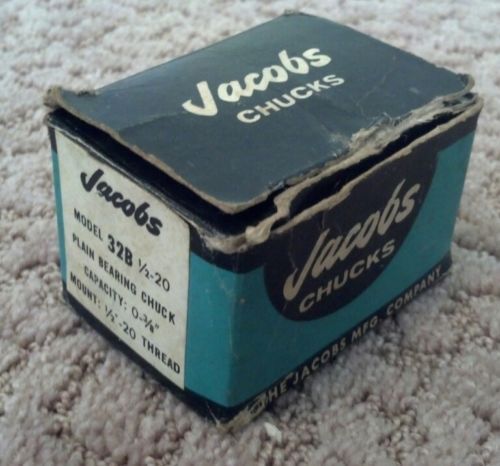 Jacobs
CHUCKS
Jacobs
MODEL 32B 1/2-20
PLAIN BEARING CHUCK
CAPACITY: 0-3/8"
MOUNT: 1/2"-20 THREAD
Jacobs
CHUCKS
THE JACOBS MFG. COMPANY